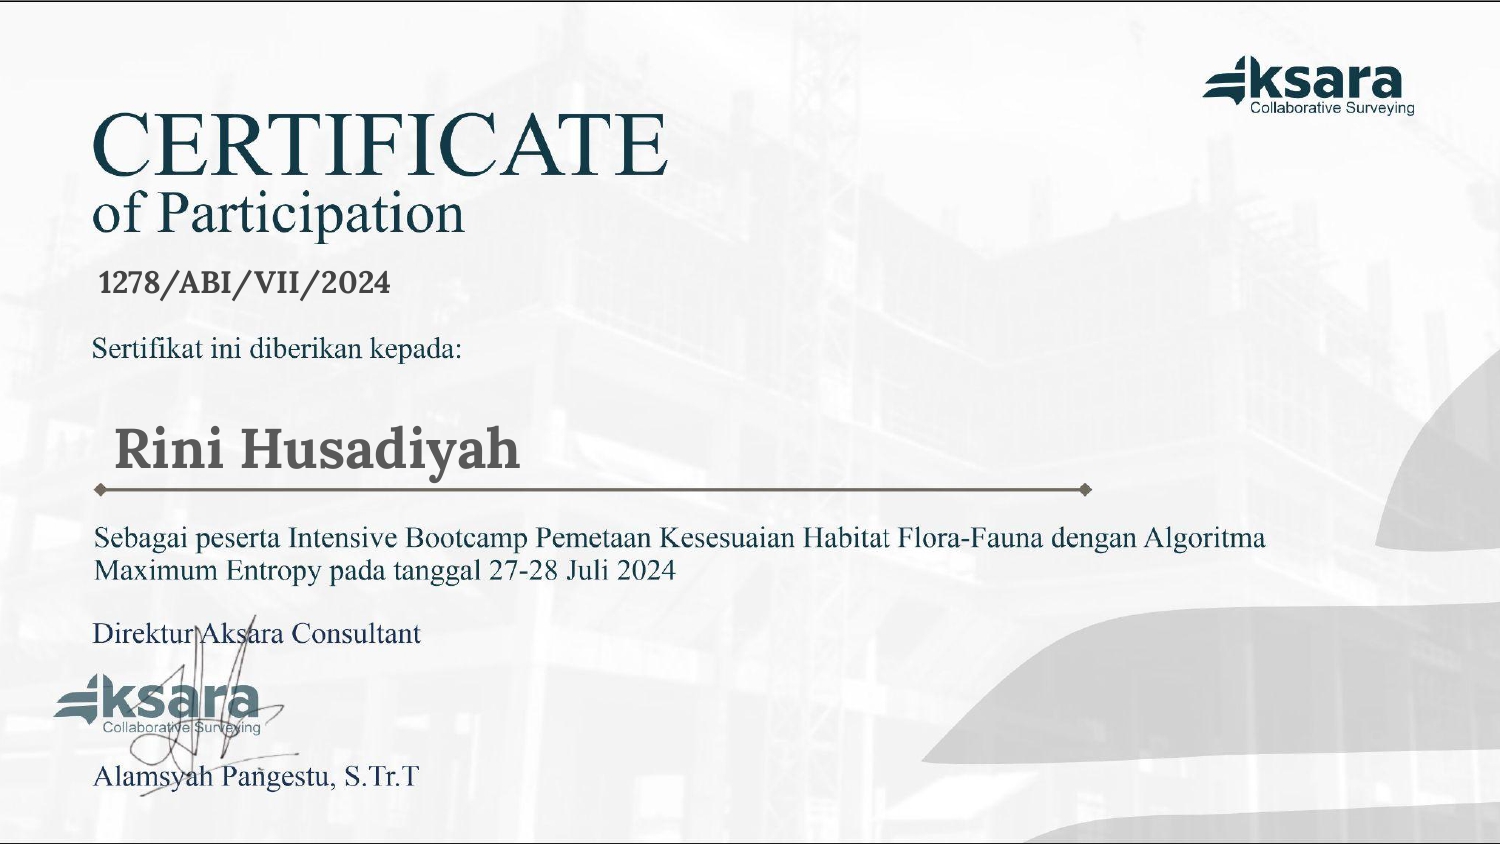 Aksara
Collaborative Surveying
CERTIFICATE
of Participation
1278/ABI/VII/2024
Sertifikat ini diberikan kepada:
Rini Husadiyah
Sebagai peserta Intensive Bootcamp Pemetaan Kesesuaian Habitat Flora-Fauna dengan Algoritma
Maximum Entropy pada tanggal 27-28 Juli 2024
Direktur Aksara Consultant
Aksara
Collaborative Surveying
Alamsyah Pangestu, S.Tr.T